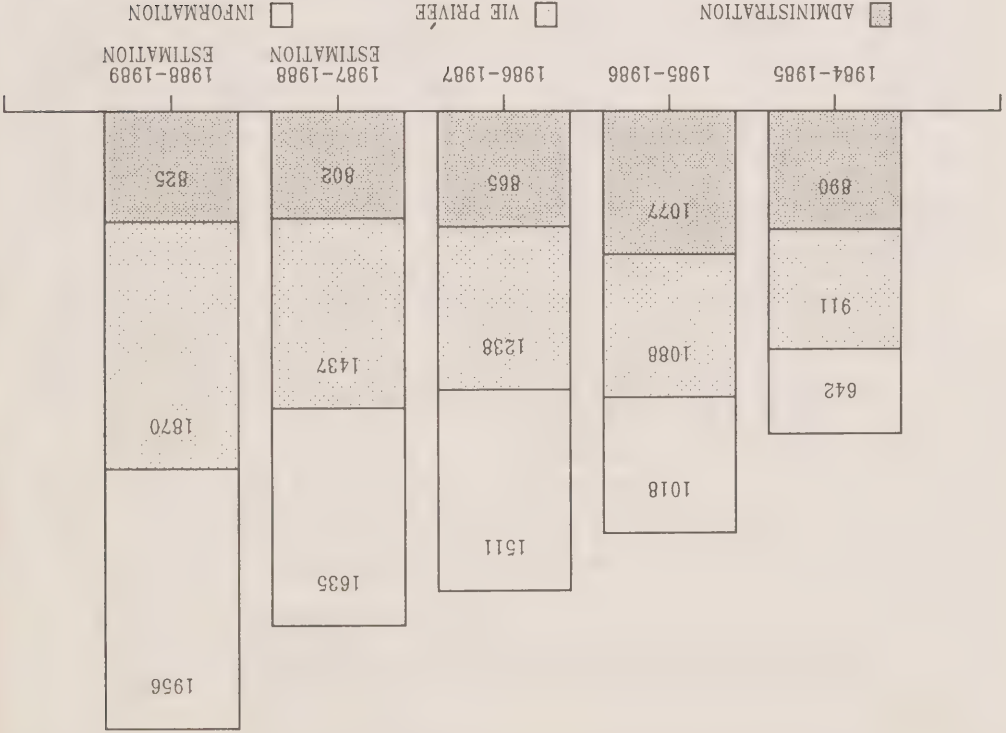 1956
1635
1511
1018
1870
642
1437
1088
1238
911
1077
890 865 802 825
1984-1985 1985-1986 1986-1987 1987-1988 1988-1989
ESTIMATION ESTIMATION
ADMINISTRATION VIE PRIVÉE INFORMATION